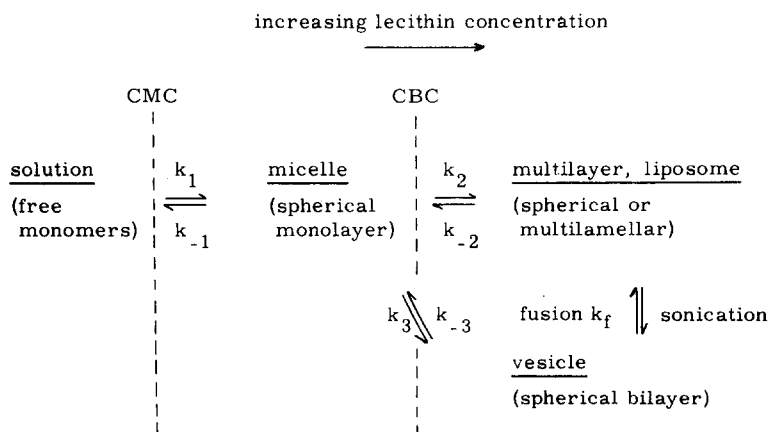 increasing lecithin concentration
CMC CBC
solution k1 micelle k2 multilayer, liposome
(free monomers) k-1 (spherical monolayer) k-2 (spherical or multilamellar)
k3 k-3 fusion kf sonication
vesicle
(spherical bilayer)